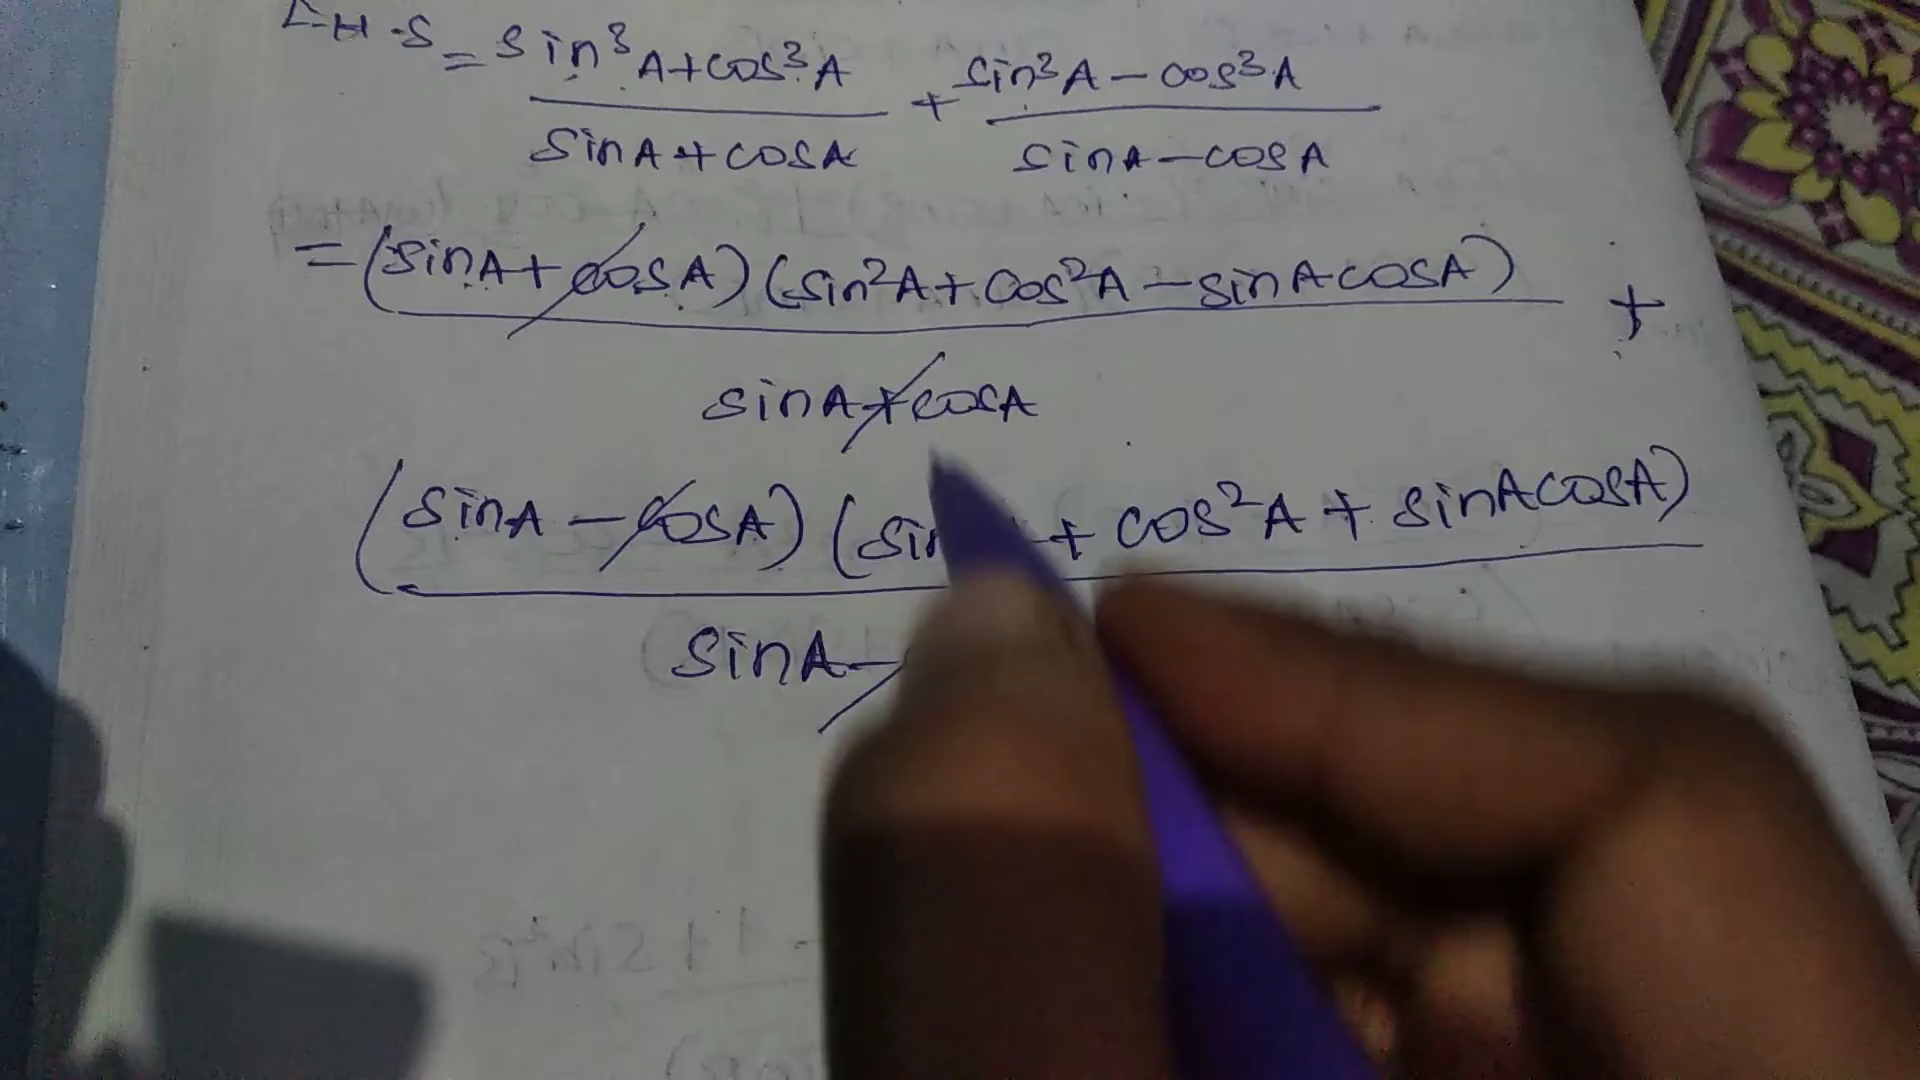 L-H-S = sin³A+cos³A / sinA+cosA + sin³A-cos³A / sinA-cosA
= (sinA+cosA)(sin²A+cos²A-sinAcosA) +
sinA+cosA
(sinA-cosA)(sin + cos²A+sinAcosA)
sinA-